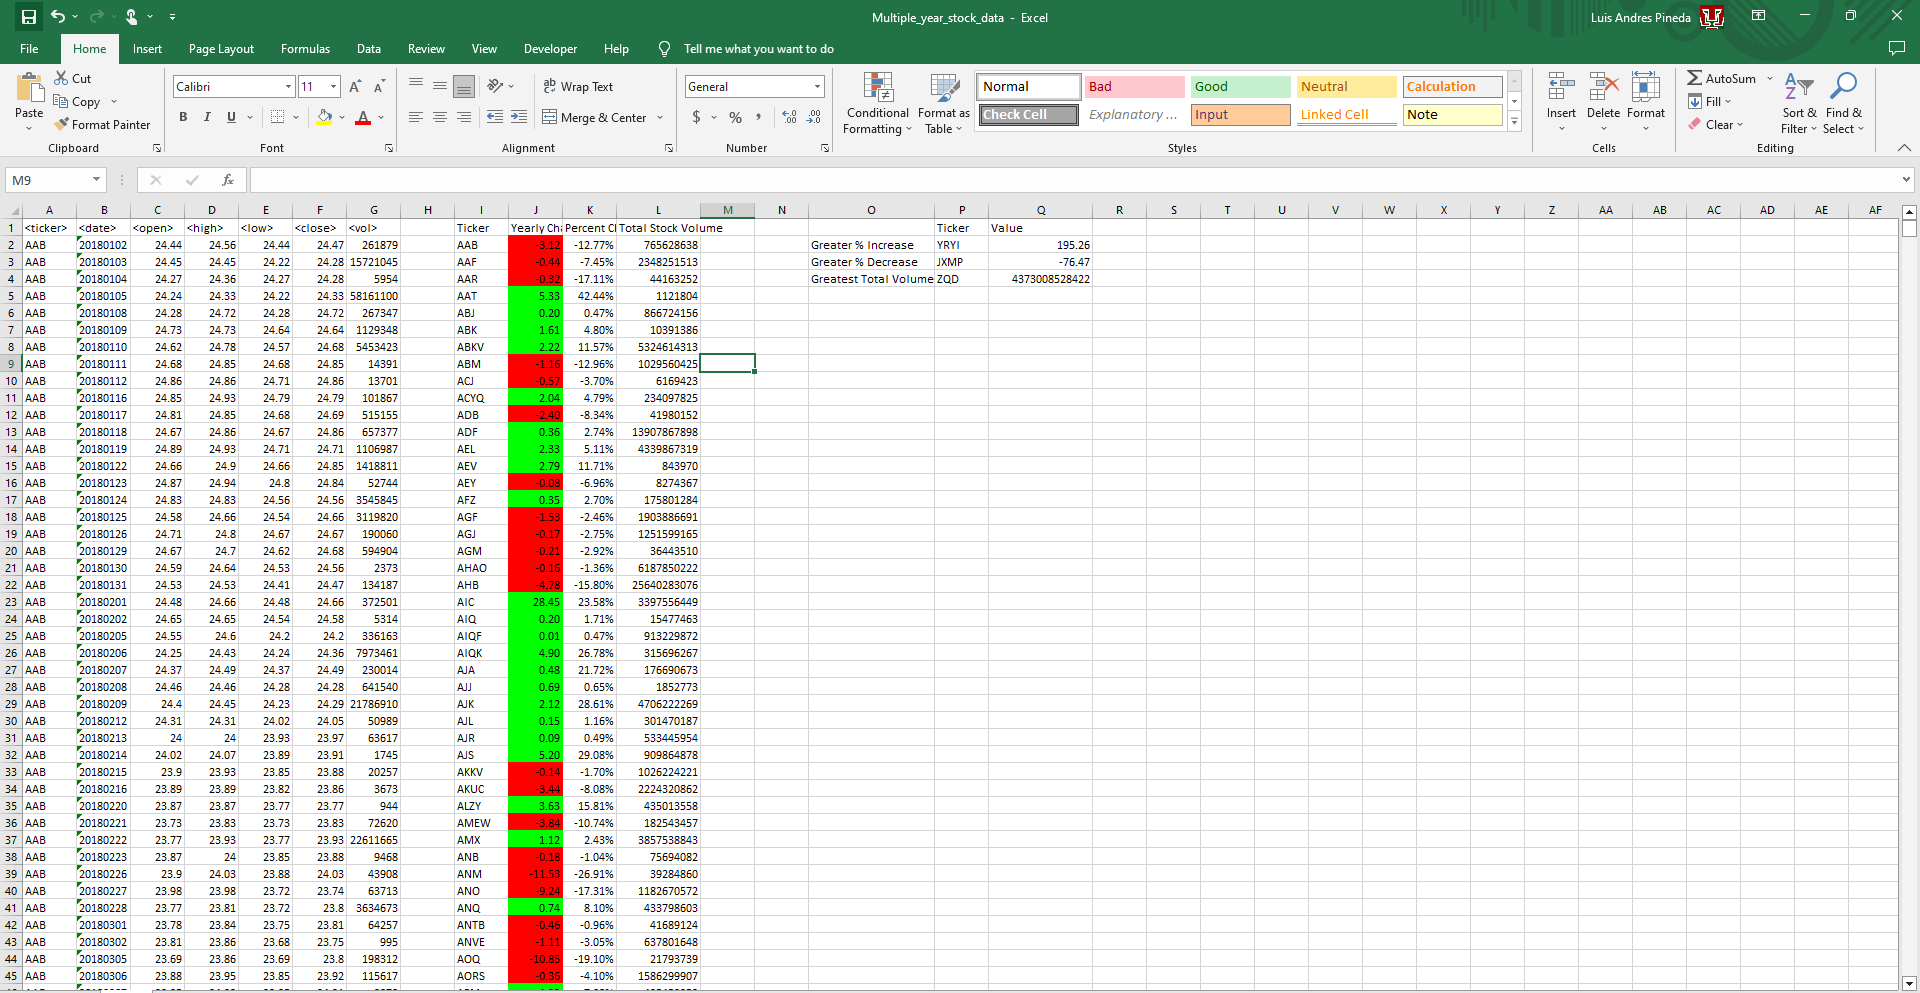 Multiple_year_stock_data - Excel
Luis Andres Pineda
File Home Insert Page Layout Formulas Data Review View Developer Help Tell me what you want to do
Paste
Cut
Copy
Format Painter
Clipboard
Calibri 11
B I U
Font
Wrap Text
Merge & Center
Alignment
General
$ % ,
Number
Conditional Formatting
Format as Table
Normal Bad Good Neutral Calculation
Check Cell Explanatory ... Input Linked Cell Note
Styles
Insert Delete Format
Cells
AutoSum
Fill
Clear
Sort & Filter
Find & Select
Editing
M9 fx
A B C D E F G H I J K L M N O P Q R S T U V W X Y Z AA AB AC AD AE AF
1 <ticker> <date> <open> <high> <low> <close> <vol> Ticker Yearly Cha Percent Cl Total Stock Volume Ticker Value
2 AAB 20180102 24.44 24.56 24.44 24.47 261879 AAB -3.12 -12.77% 765628638 Greater % Increase YRYI 195.26
3 AAB 20180103 24.45 24.45 24.22 24.28 15721045 AAF -0.44 -7.45% 2348251513 Greater % Decrease JXMP -76.47
4 AAB 20180104 24.27 24.36 24.27 24.28 5954 AAR -0.32 -17.11% 44163252 Greatest Total Volume ZQD 4373008528422
5 AAB 20180105 24.24 24.33 24.22 24.33 58161100 AAT 5.33 42.44% 1121804
6 AAB 20180108 24.28 24.72 24.28 24.72 267347 ABJ 0.20 0.47% 866724156
7 AAB 20180109 24.73 24.73 24.64 24.64 1129348 ABK 1.61 4.80% 10391386
8 AAB 20180110 24.62 24.78 24.57 24.68 5453423 ABKV 2.22 11.57% 5324614313
9 AAB 20180111 24.68 24.85 24.68 24.85 14391 ABM -1.16 -12.96% 1029560425
10 AAB 20180112 24.86 24.86 24.71 24.86 13701 ACJ -0.57 -3.70% 6169423
11 AAB 20180116 24.85 24.93 24.79 24.79 101867 ACYQ 2.04 4.79% 234097825
12 AAB 20180117 24.81 24.85 24.68 24.69 515155 ADB -2.40 -8.34% 41980152
13 AAB 20180118 24.67 24.86 24.67 24.86 657377 ADF 0.36 2.74% 13907867898
14 AAB 20180119 24.89 24.93 24.71 24.71 1106987 AEL 2.33 5.11% 4339867319
15 AAB 20180122 24.66 24.9 24.66 24.85 1418811 AEV 2.79 11.71% 843970
16 AAB 20180123 24.87 24.94 24.8 24.84 52744 AEY -0.08 -6.96% 8274367
17 AAB 20180124 24.83 24.83 24.56 24.56 3545845 AFZ 0.35 2.70% 175801284
18 AAB 20180125 24.58 24.66 24.54 24.66 3119820 AGF -1.53 -2.46% 1903886691
19 AAB 20180126 24.71 24.8 24.67 24.67 190060 AGJ -0.17 -2.75% 1251599165
20 AAB 20180129 24.67 24.7 24.62 24.68 594904 AGM -0.21 -2.92% 36443510
21 AAB 20180130 24.59 24.64 24.53 24.56 2373 AHAO -0.16 -1.36% 6187850222
22 AAB 20180131 24.53 24.53 24.41 24.47 134187 AHB -4.78 -15.80% 25640283076
23 AAB 20180201 24.48 24.66 24.48 24.66 372501 AIC 28.45 23.58% 3397556449
24 AAB 20180202 24.65 24.65 24.54 24.58 5314 AIQ 0.20 1.71% 15477463
25 AAB 20180205 24.55 24.6 24.2 24.2 336163 AIQF 0.01 0.47% 913229872
26 AAB 20180206 24.25 24.43 24.24 24.36 7973461 AIQK 4.90 26.78% 315696267
27 AAB 20180207 24.37 24.49 24.37 24.49 230014 AJA 0.48 21.72% 176690673
28 AAB 20180208 24.46 24.46 24.28 24.28 641540 AJJ 0.69 0.65% 1852773
29 AAB 20180209 24.4 24.45 24.23 24.29 21786910 AJK 2.12 28.61% 4706222269
30 AAB 20180212 24.31 24.31 24.02 24.05 50989 AJL 0.15 1.16% 301470187
31 AAB 20180213 24 24 23.93 23.97 63617 AJR 0.09 0.49% 533445954
32 AAB 20180214 24.02 24.07 23.89 23.91 1745 AJS 5.20 29.08% 909864878
33 AAB 20180215 23.9 23.93 23.85 23.88 20257 AKKV -0.14 -1.70% 1026224221
34 AAB 20180216 23.89 23.89 23.82 23.86 3673 AKUC -3.44 -8.08% 2224320862
35 AAB 20180220 23.87 23.87 23.77 23.77 944 ALZY 3.63 15.81% 435013558
36 AAB 20180221 23.73 23.83 23.73 23.83 72620 AMEW -3.84 -10.74% 182543457
37 AAB 20180222 23.77 23.93 23.77 23.93 22611665 AMX 1.12 2.43% 3857538843
38 AAB 20180223 23.87 24 23.85 23.88 9468 ANB -0.18 -1.04% 75694082
39 AAB 20180226 23.9 24.03 23.88 24.03 43908 ANM -11.53 -26.91% 39284860
40 AAB 20180227 23.98 23.98 23.72 23.74 63713 ANO -9.24 -17.31% 1182670572
41 AAB 20180228 23.77 23.81 23.72 23.8 3634673 ANQ 0.74 8.10% 433798603
42 AAB 20180301 23.78 23.84 23.75 23.81 64257 ANTB -0.46 -0.96% 41689124
43 AAB 20180302 23.81 23.86 23.68 23.75 995 ANVE -1.11 -3.05% 637801648
44 AAB 20180305 23.69 23.86 23.69 23.8 198312 AOQ -10.85 -19.10% 21793739
45 AAB 20180306 23.88 23.95 23.85 23.92 115617 AORS -0.36 -4.10% 1586299907